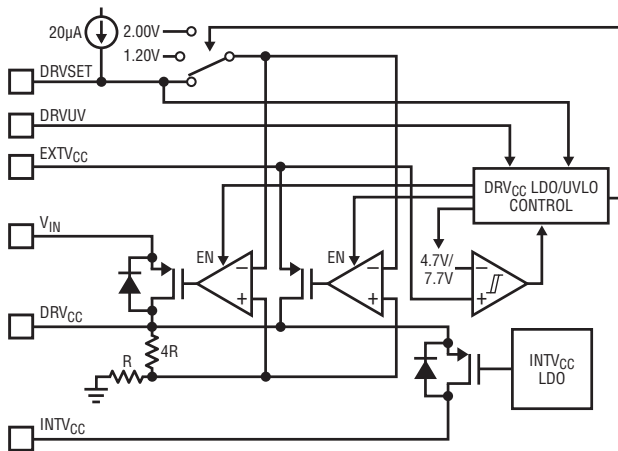 20µA
2.00V
1.20V
DRVSET
DRVUV
EXTVCC
DRVCC LDO/UVLO
CONTROL
VIN
EN
EN
4.7V/
7.7V
−
+
−
+
−
+
DRVCC
4R
R
INTVCC
LDO
INTVCC